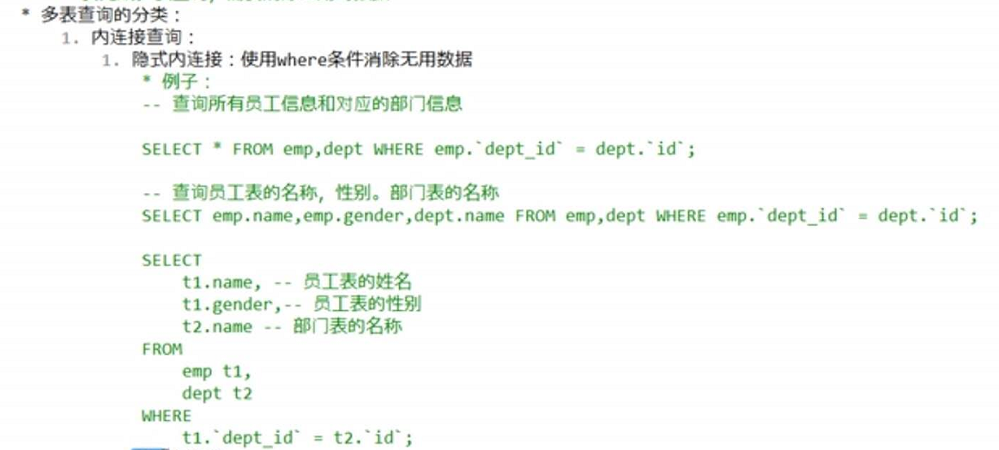 * 多表查询的分类：
1. 内连接查询：
1. 隐式内连接：使用where条件消除无用数据
* 例子：
-- 查询所有员工信息和对应的部门信息
SELECT * FROM emp,dept WHERE emp.`dept_id` = dept.`id`;
-- 查询员工表的名称，性别。部门表的名称
SELECT emp.name,emp.gender,dept.name FROM emp,dept WHERE emp.`dept_id` = dept.`id`;
SELECT
t1.name, -- 员工表的姓名
t1.gender,-- 员工表的性别
t2.name -- 部门表的名称
FROM
emp t1,
dept t2
WHERE
t1.`dept_id` = t2.`id`;